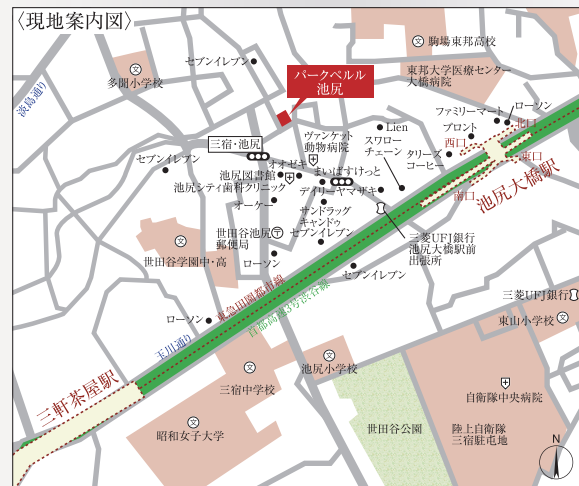 〈現地案内図〉
駒場東邦高校
多聞小学校
セブンイレブン
淡島通り
パークベルル
池尻
東邦大学医療センター
大橋病院
ファミリーマート
ローソン
北口
三宿・池尻
ヴァンケット
動物病院
Lien
ブロント
西口
スワロー
チェーン
タリーズ
コーヒー
東口
セブンイレブン
オオゼキ
まいばすけっと
池尻図書館
池尻シティ歯科クリニック
デイリーヤマザキ
南口
池尻大橋駅
オーケー
サンドラッグ
キャンドゥ
世田谷池尻
郵便局
セブンイレブン
三菱UFJ銀行
池尻大橋駅前
出張所
世田谷学園中・高
ローソン
セブンイレブン
東急田園都市線
首都高速3号渋谷線
三菱UFJ銀行
ローソン
玉川通り
東山小学校
三軒茶屋駅
池尻小学校
三宿中学校
自衛隊中央病院
昭和女子大学
世田谷公園
陸上自衛隊
三宿駐屯地
N